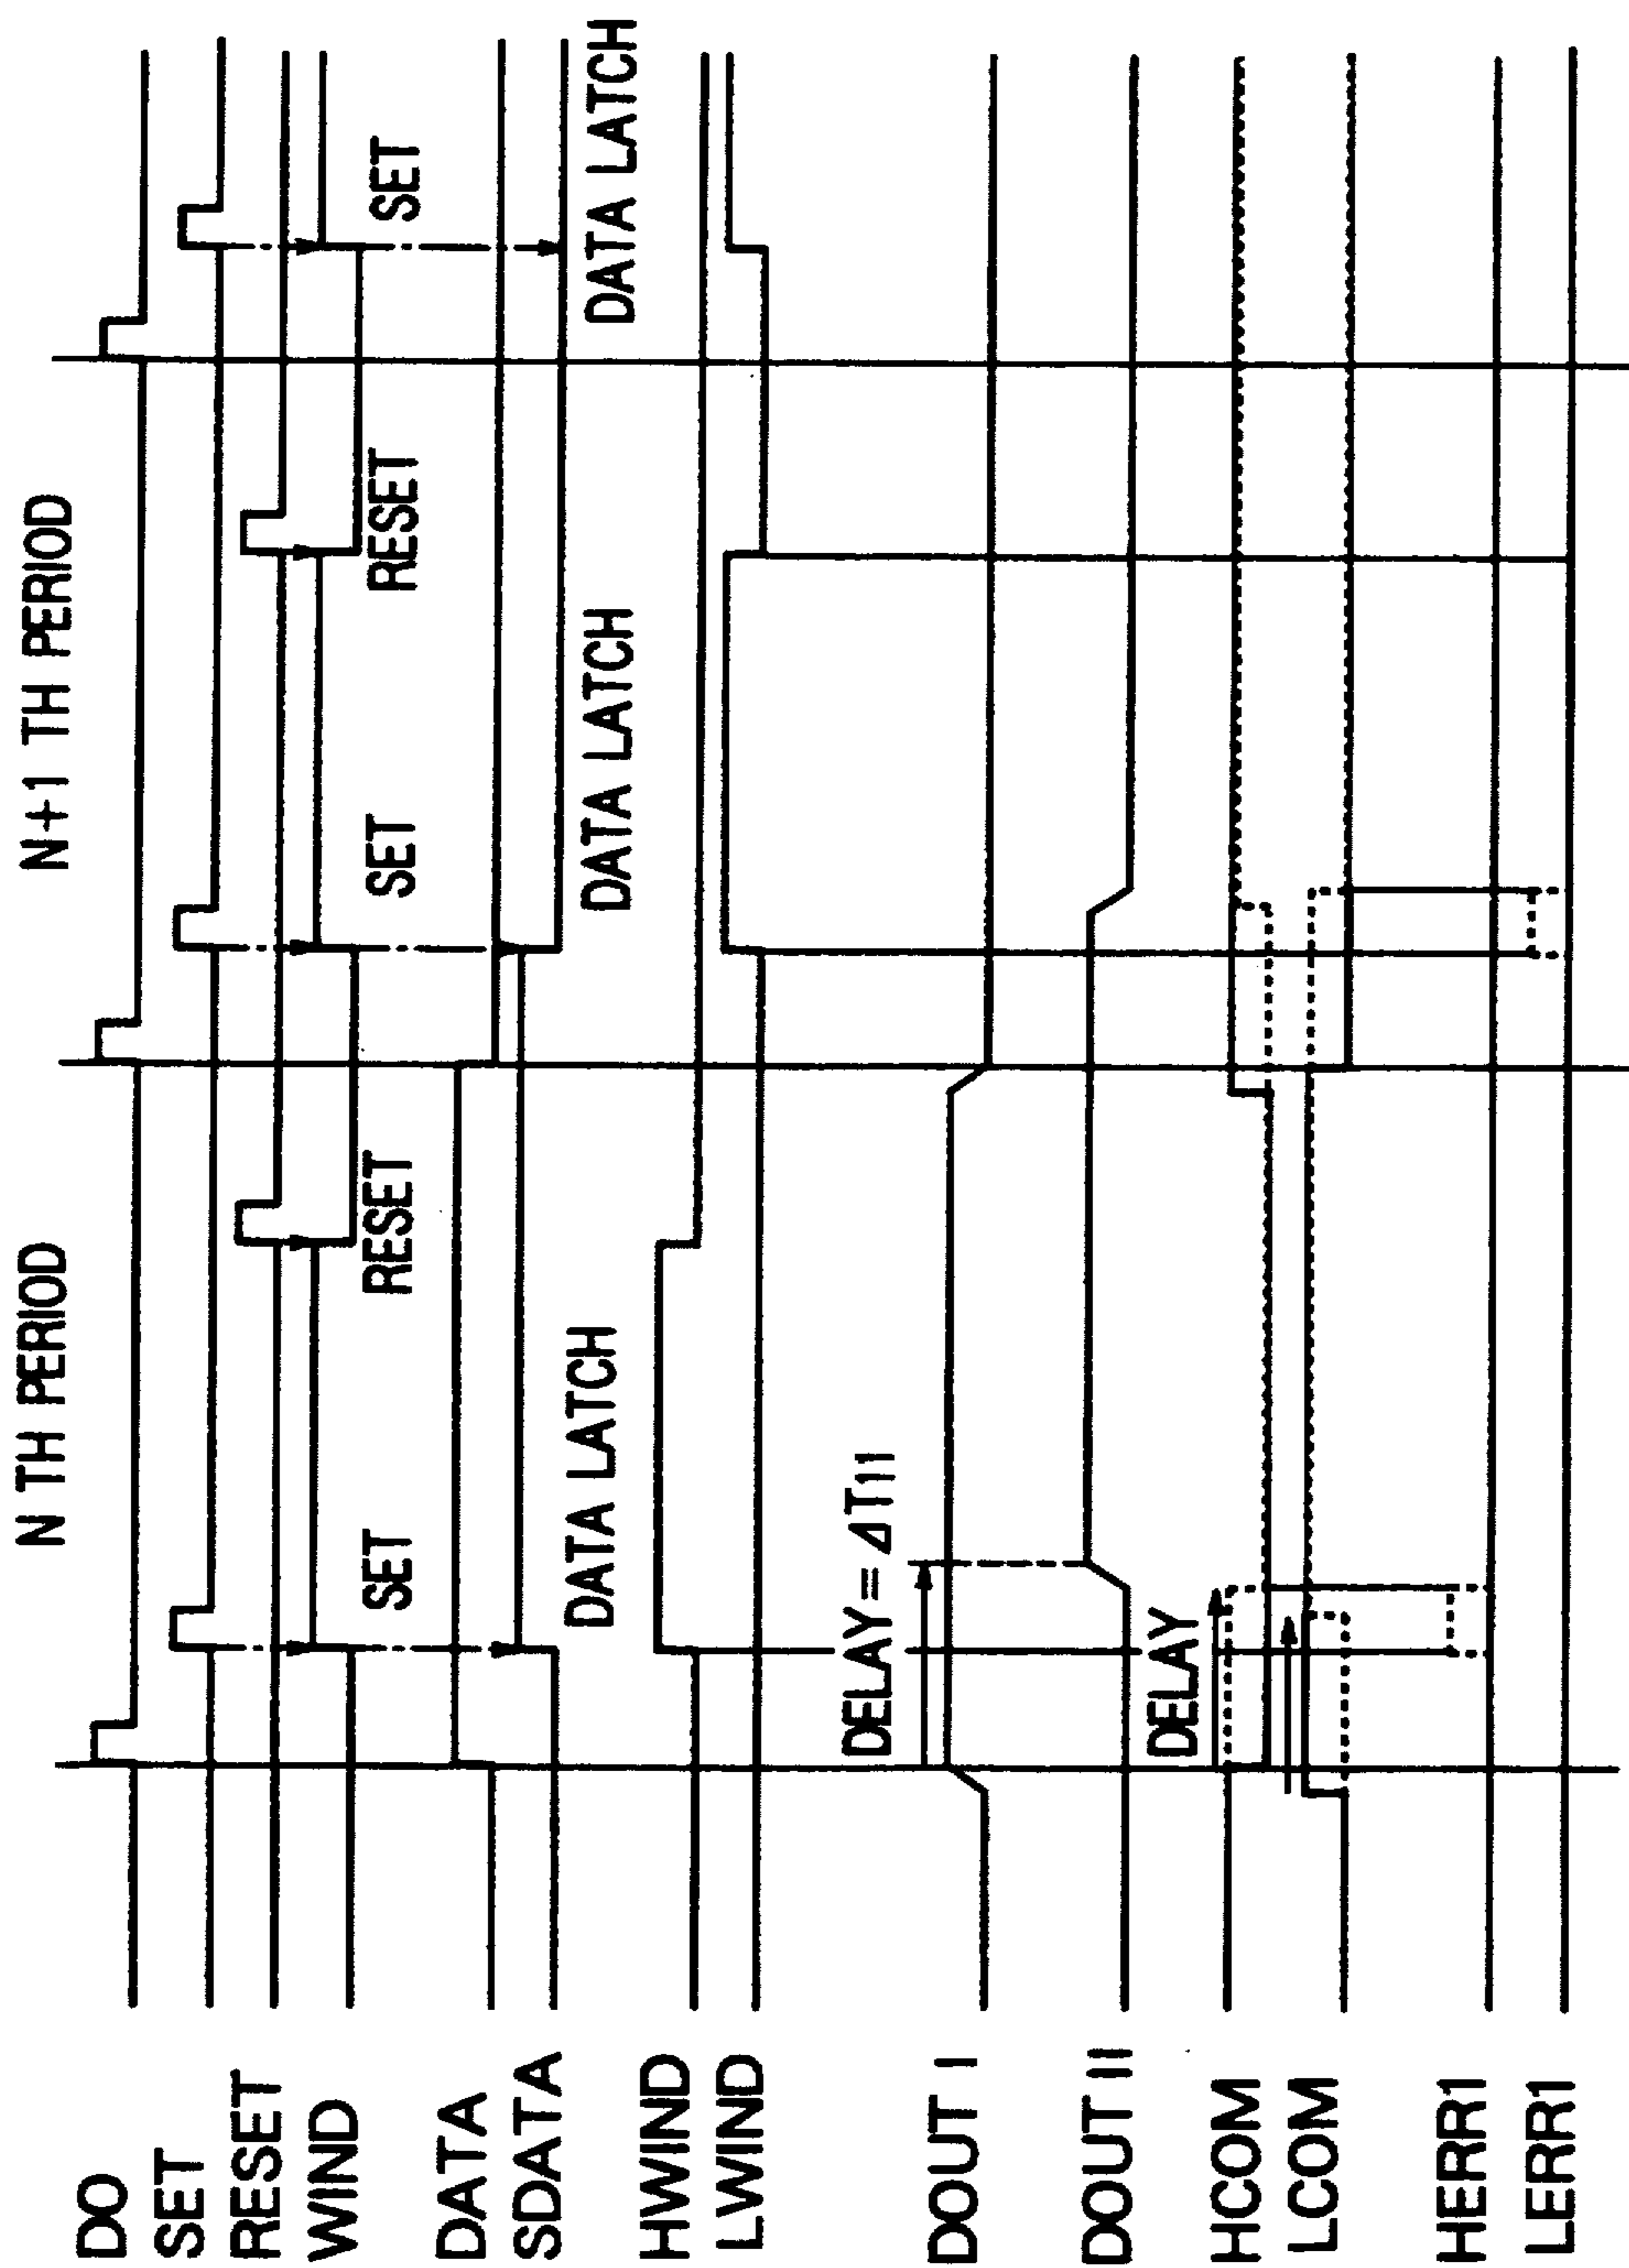 N TH PERIOD
N+1 TH PERIOD
DO
SET
RESET
WIND
SET
RESET
SET
RESET
SET
DATA
SDATA
DATA LATCH
DATA LATCH
DATA LATCH
HWIND
LWIND
DELAY=ΔT11
DOUT I
DOUT II
DELAY
HCOM
LCOM
HERR1
LERR1